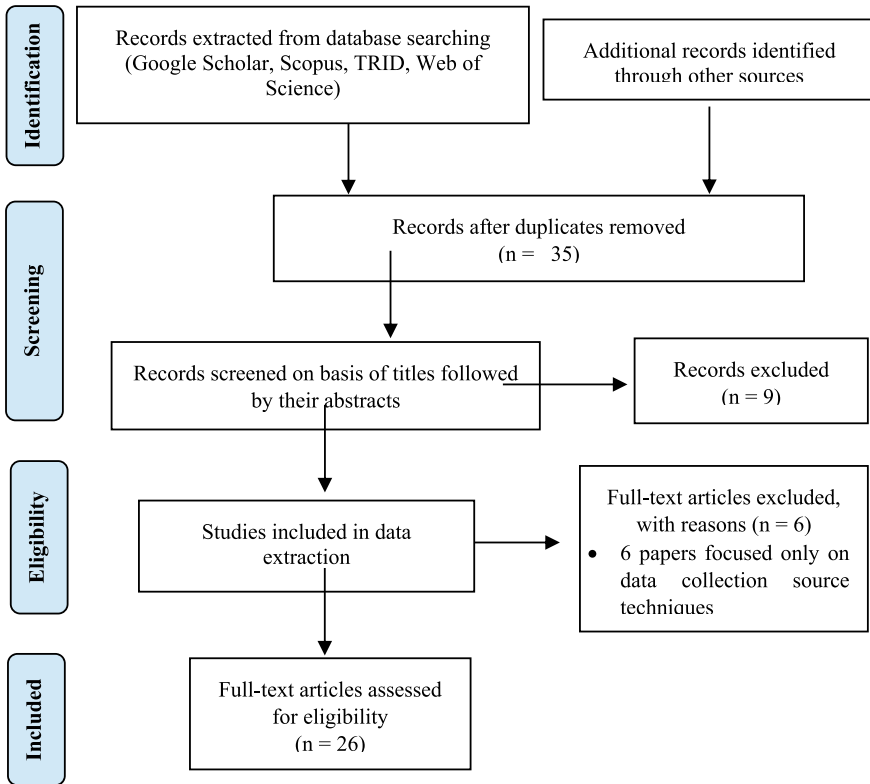 Identification
Records extracted from database searching
(Google Scholar, Scopus, TRID, Web of
Science)
Additional records identified
through other sources
Screening
Records after duplicates removed
(n = 35)
Records screened on basis of titles followed
by their abstracts
Records excluded
(n = 9)
Eligibility
Studies included in data
extraction
Full-text articles excluded,
with reasons (n = 6)
• 6 papers focused only on
data collection source
techniques
Included
Full-text articles assessed
for eligibility
(n = 26)